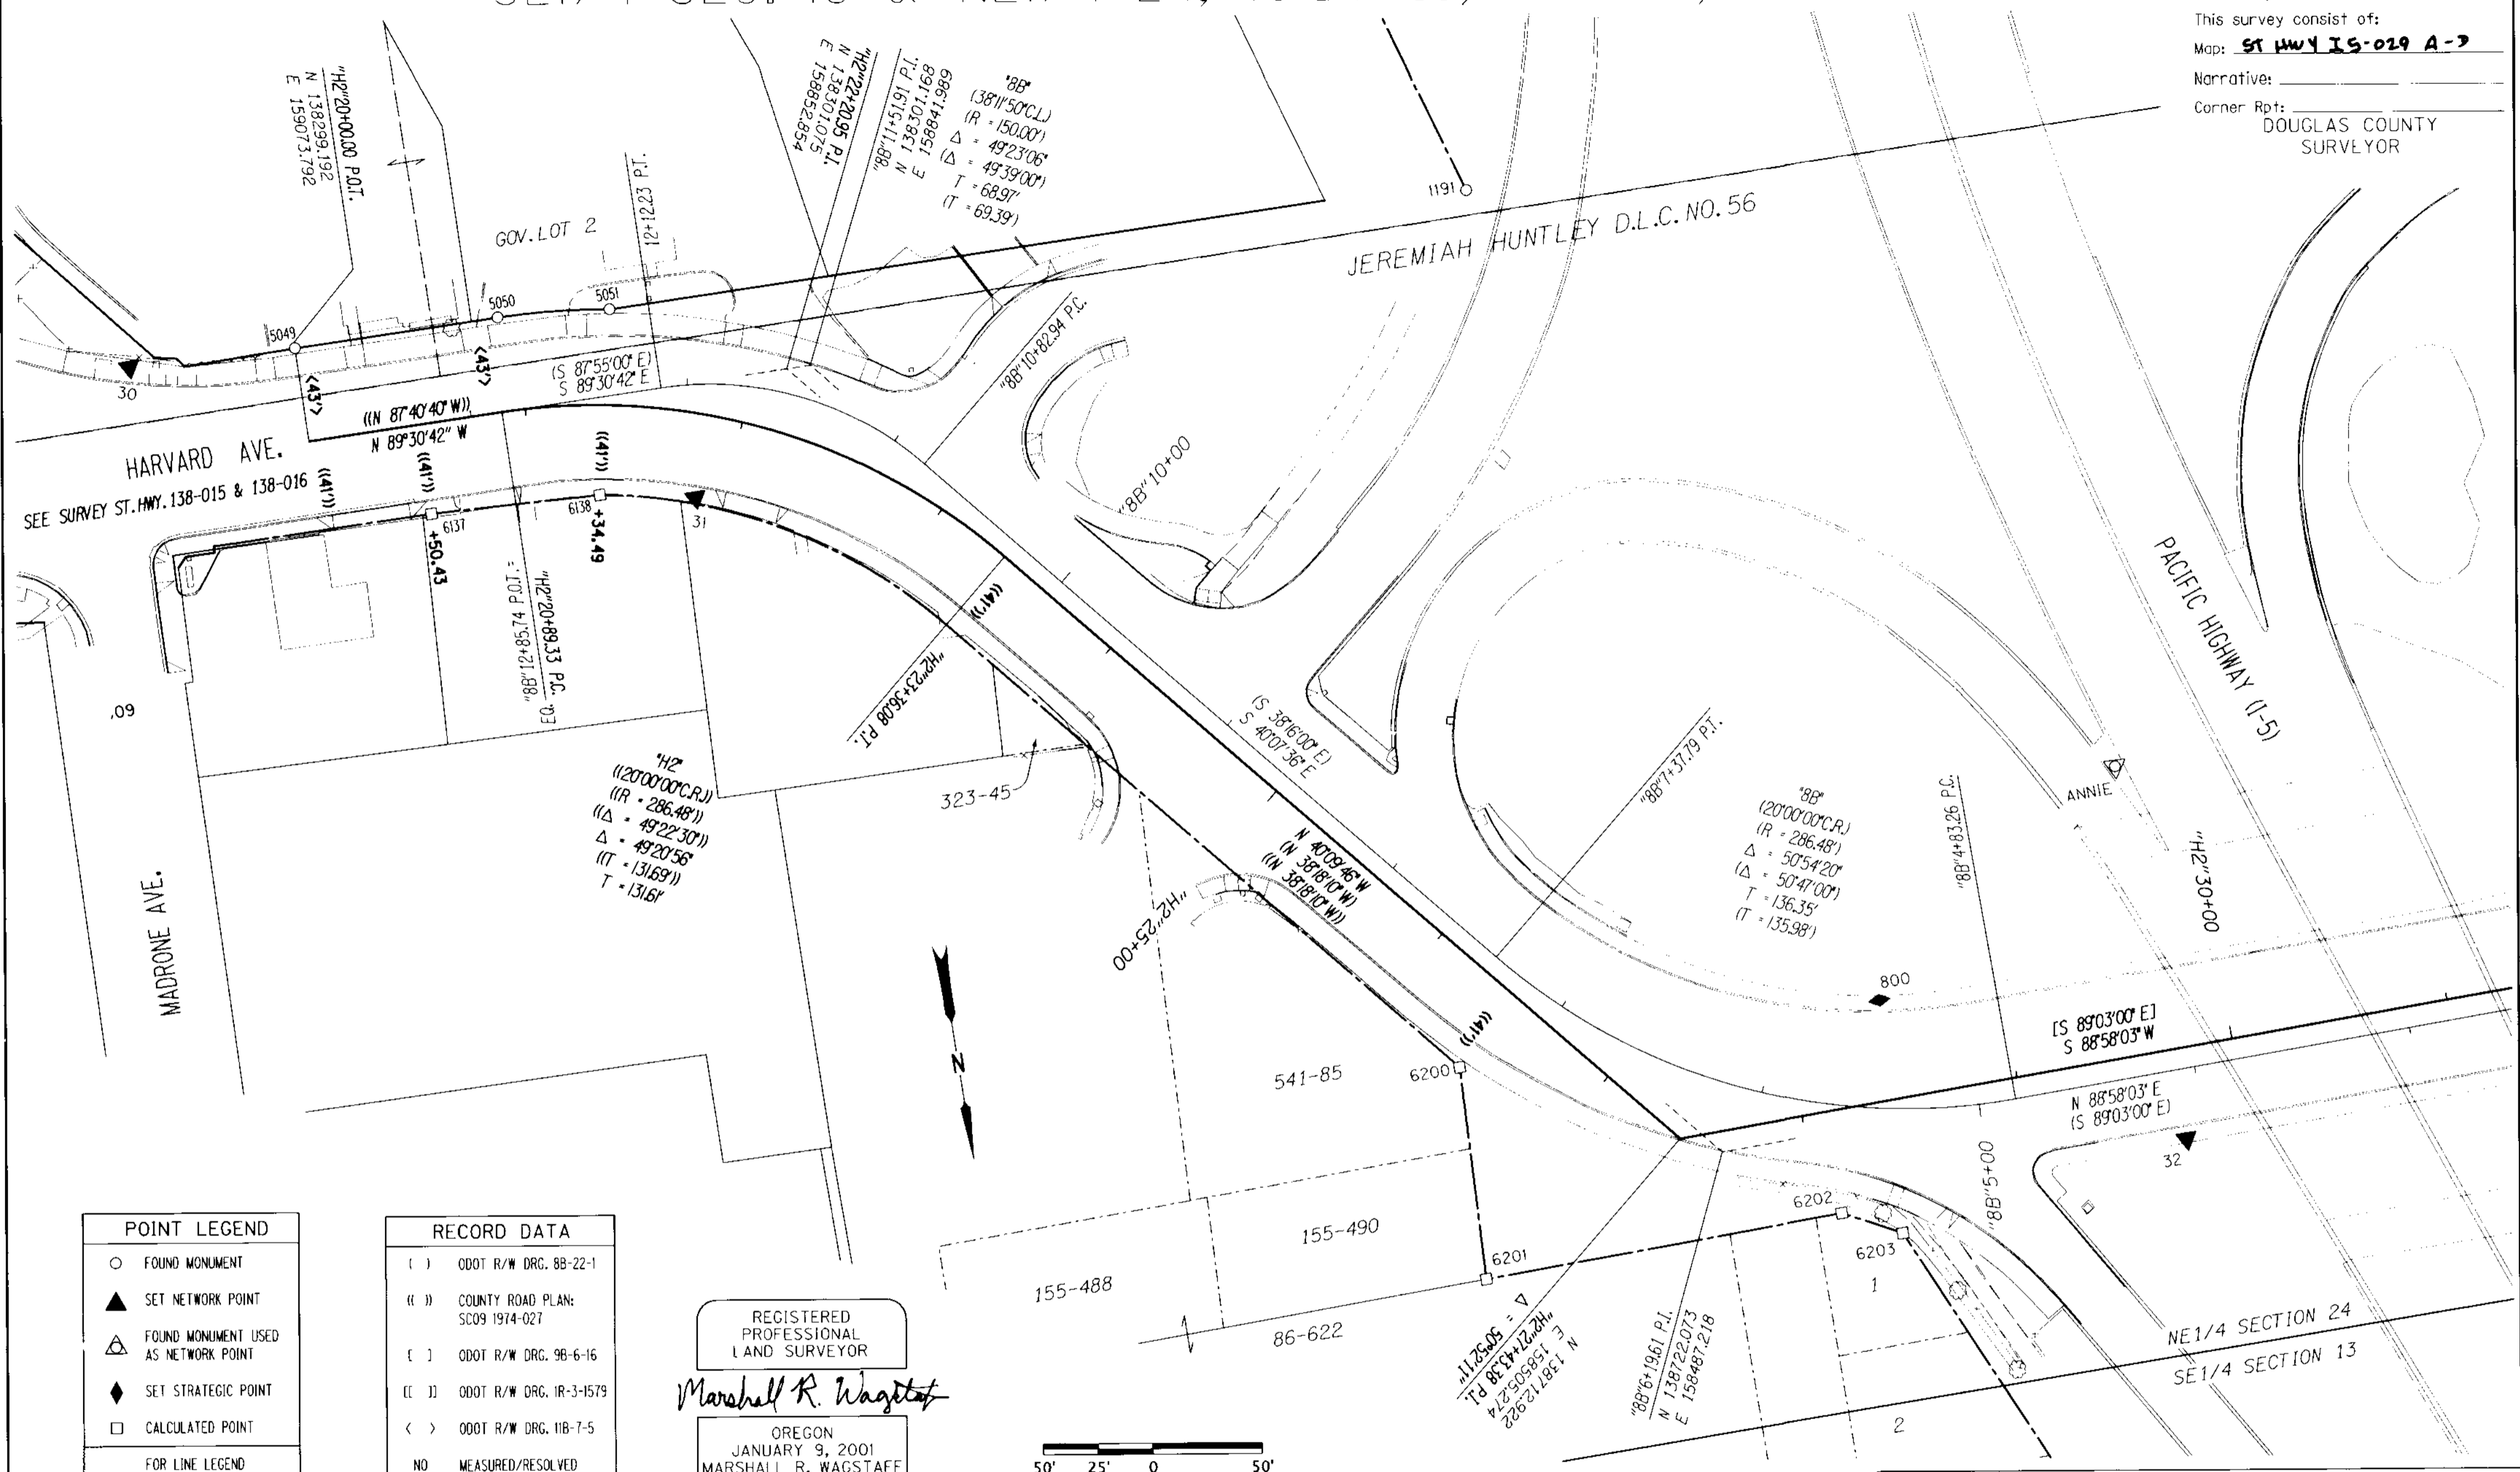 This survey consist of:
Map: ST HWY IS-029 A-D
Narrative:
Corner Rpt:
DOUGLAS COUNTY
SURVEYOR
"H2"20+00.00 P.O.T.
N 138299.192
E 159073.792
GOV. LOT 2
12+12.23 P.T.
"H2"22+20.95 P.I.
N 138301.075
E 158852.854
"8B"11+51.91 P.I.
N 138301.168
E 158841.989
"8B"
(38°11'50"C.L.)
(R = 150.00')
Δ = 49°23'06"
(Δ = 49°39'00")
T = 68.97'
(T = 69.39')
1191
JEREMIAH HUNTLEY D.L.C. NO. 56
5049
5050
5051
30
<43'>
<43'>
(S 87°55'00" E)
S 89°30'42" E
((N 87°40'40" W))
N 89°30'42" W
HARVARD AVE.
SEE SURVEY ST. HWY. 138-015 & 138-016
((41'))
((41'))
((41'))
6137
+50.43
6138
+34.49
31
"8B"12+85.74 P.O.T. =
EQ. "H2"20+89.33 P.C.
"8B"10+82.94 P.C.
"8B"10+00
((41'))
"H2"23+36.08 P.T.
60'
MADRONE AVE.
"H2"
((20°00'00"C.R.))
((R = 286.48'))
((Δ = 49°22'30"))
Δ = 49°20'56"
((T = 131.69'))
T = 131.61'
323-45
(S 38°16'00" E)
S 40°07'36" E
"8B"7+37.79 P.T.
N 40°09'46" W
(N 38°18'10" W)
((N 38°18'10" W))
"H2"25+00
"8B"
(20°00'00"C.R.)
(R = 286.48')
Δ = 50°54'20"
(Δ = 50°47'00")
T = 136.35'
(T = 135.98')
"8B"4+83.26 P.C.
PACIFIC HIGHWAY (I-5)
ANNIE
"H2"30+00
800
[S 89°03'00" E]
S 88°58'03" W
N 88°58'03" E
(S 89°03'00" E)
32
N
((41'))
541-85
6200
155-490
155-488
6201
86-622
6202
6203
"8B"5+00
1
2
"H2"27+43.38 P.I.
N 138712.922
E 158505.274
Δ = 50°52'11"
"8B"6+19.61 P.I.
N 138722.073
E 158487.218
NE1/4 SECTION 24
SE1/4 SECTION 13
POINT LEGEND
FOUND MONUMENT
SET NETWORK POINT
FOUND MONUMENT USED
AS NETWORK POINT
SET STRATEGIC POINT
CALCULATED POINT
FOR LINE LEGEND
RECORD DATA
( ) ODOT R/W DRG. 8B-22-1
(( )) COUNTY ROAD PLAN:
SC09 1974-027
[ ] ODOT R/W DRG. 9B-6-16
[[ ]] ODOT R/W DRG. 1R-3-1579
< > ODOT R/W DRG. 11B-7-5
NO MEASURED/RESOLVED
REGISTERED
PROFESSIONAL
LAND SURVEYOR
Marshall R. Wagstaff
OREGON
JANUARY 9, 2001
MARSHALL R. WAGSTAFF
50' 25' 0 50'